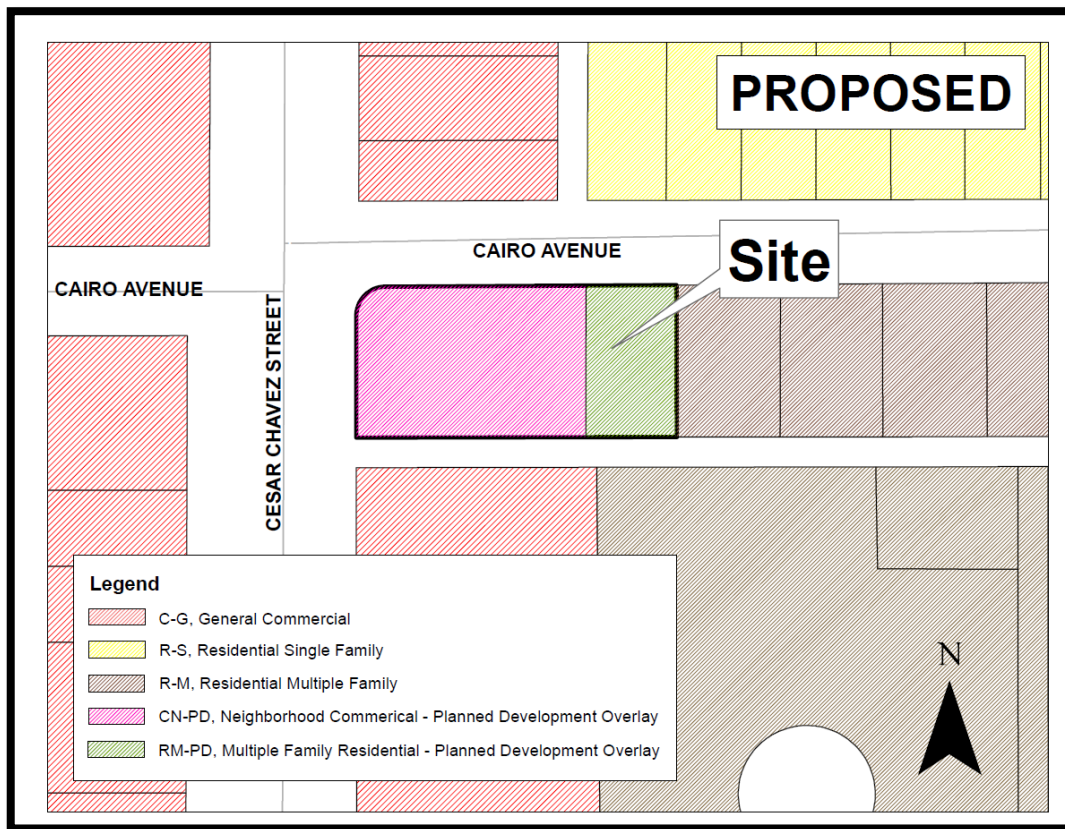 PROPOSED
CAIRO AVENUE
Site
CAIRO AVENUE
CESAR CHAVEZ STREET
Legend
C-G, General Commercial
R-S, Residential Single Family
R-M, Residential Multiple Family
CN-PD, Neighborhood Commerical - Planned Development Overlay
RM-PD, Multiple Family Residential - Planned Development Overlay
N